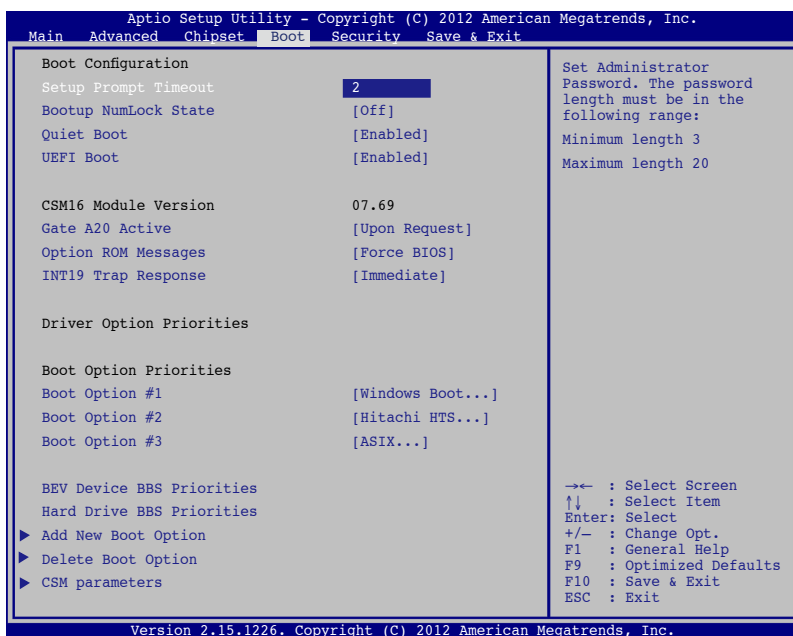 Aptio Setup Utility – Copyright (C) 2012 American Megatrends, Inc.
Main Advanced Chipset Boot Security Save & Exit
Boot Configuration
Setup Prompt Timeout 2
Bootup NumLock State [Off]
Quiet Boot [Enabled]
UEFI Boot [Enabled]
CSM16 Module Version 07.69
Gate A20 Active [Upon Request]
Option ROM Messages [Force BIOS]
INT19 Trap Response [Immediate]
Driver Option Priorities
Boot Option Priorities
Boot Option #1 [Windows Boot...]
Boot Option #2 [Hitachi HTS...]
Boot Option #3 [ASIX...]
BEV Device BBS Priorities
Hard Drive BBS Priorities
Add New Boot Option
Delete Boot Option
CSM parameters
Set Administrator
Password. The password
length must be in the
following range:
Minimum length 3
Maximum length 20
→← : Select Screen
↑↓ : Select Item
Enter: Select
+/— : Change Opt.
F1 : General Help
F9 : Optimized Defaults
F10 : Save & Exit
ESC : Exit
Version 2.15.1226. Copyright (C) 2012 American Megatrends, Inc.